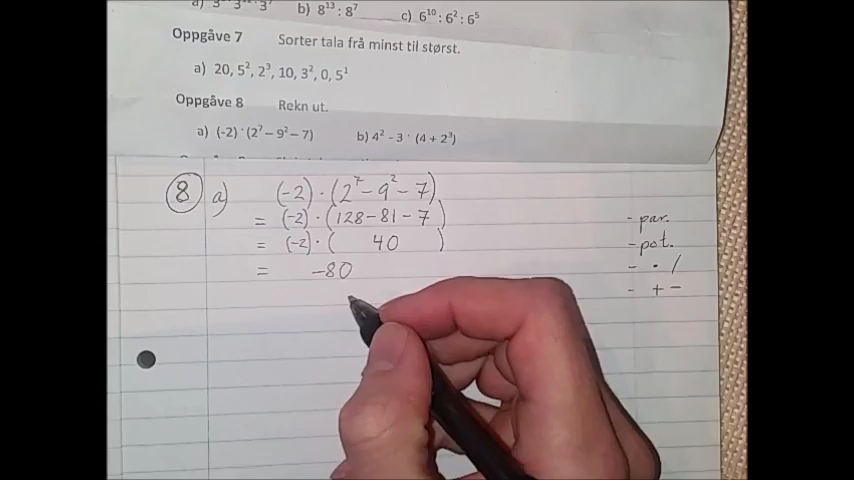 a) 3¹² · 3⁷ b) 8¹³ : 8⁷ c) 6¹⁰ : 6² : 6⁵
Oppgåve 7 Sorter tala frå minst til størst.
a) 20, 5², 2³, 10, 3², 0, 5¹
Oppgåve 8 Rekn ut.
a) (-2) · (2⁷ – 9² – 7) b) 4² – 3 · (4 + 2³)
8 a) (-2) · (2⁷ – 9² – 7)
= (-2) · (128 – 81 – 7)
= (-2) · ( 40 )
= –80
- par.
- pot.
- · /
- + –